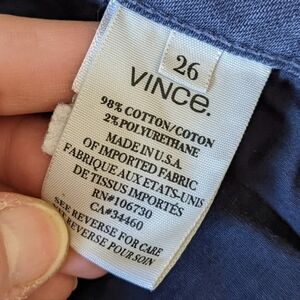 26
VINCE.
98% COTTON/COTON
2% POLYURETHANE
MADE IN U.S.A.
OF IMPORTED FABRIC
FABRIQUE AUX ETATS-UNIS
DE TISSUS IMPORTÉS
RN#106730
CA#34460
SEE REVERSE FOR CARE
REVERSE POUR SOIN